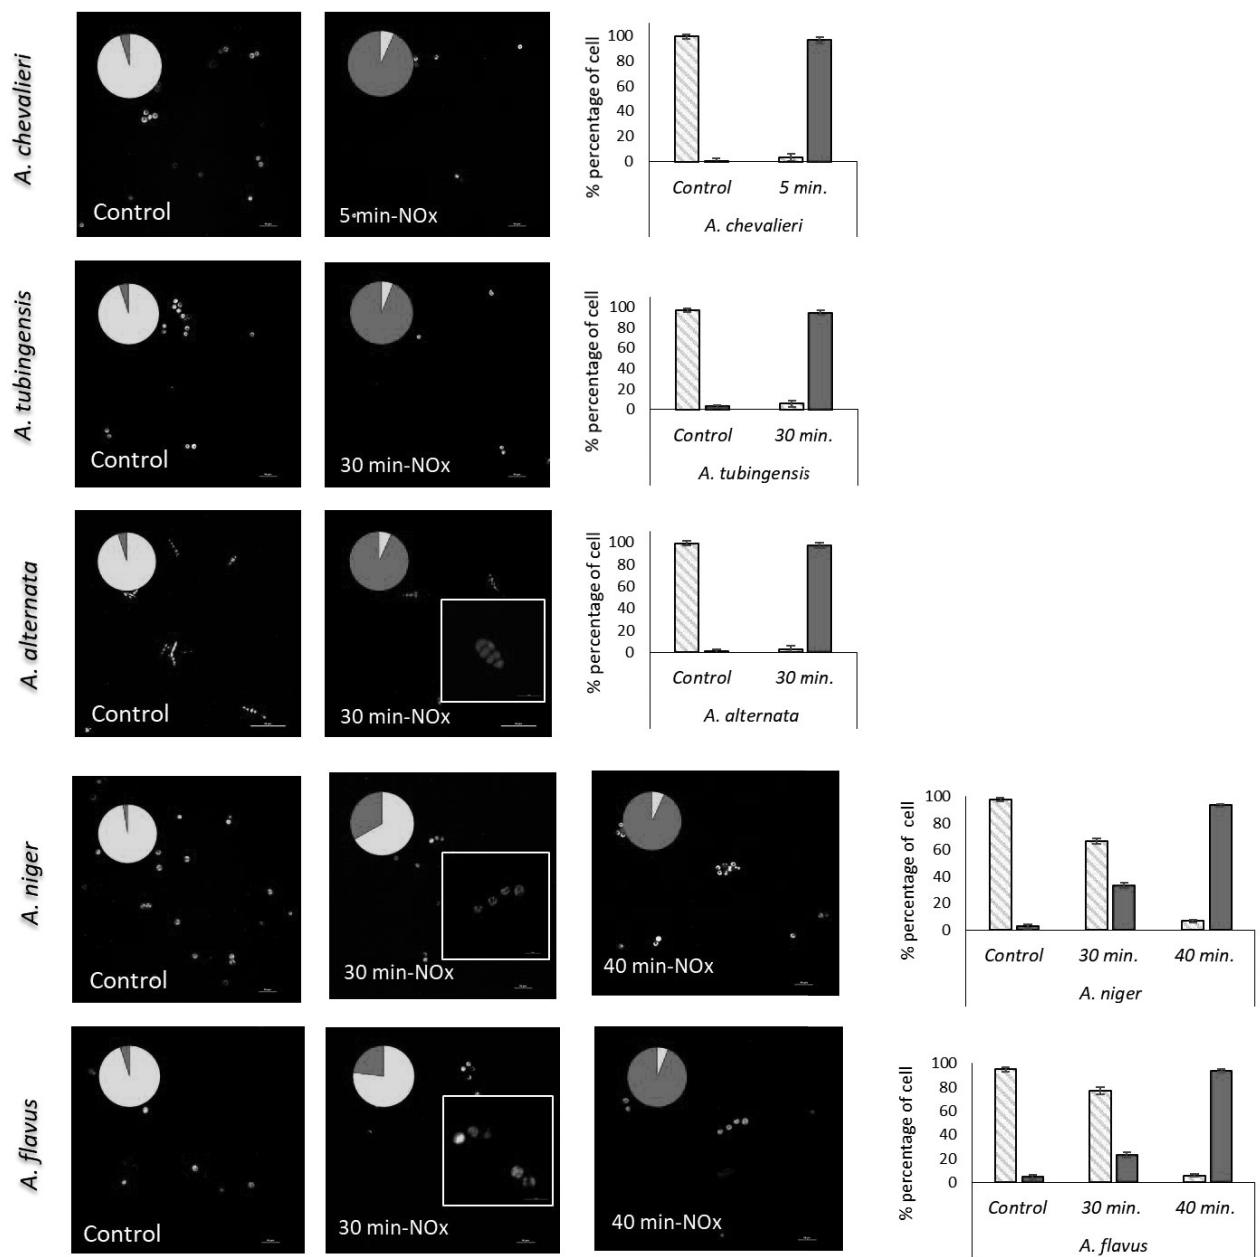 A. chevalieri
Control
5 min-NOx
% percentage of cell
100
80
60
40
20
0
Control 5 min.
A. chevalieri
A. tubingensis
Control
30 min-NOx
% percentage of cell
100
80
60
40
20
0
Control 30 min.
A. tubingensis
A. alternata
Control
30 min-NOx
% percentage of cell
100
80
60
40
20
0
Control 30 min.
A. alternata
A. niger
Control
30 min-NOx
40 min-NOx
% percentage of cell
100
80
60
40
20
0
Control 30 min. 40 min.
A. niger
A. flavus
Control
30 min-NOx
40 min-NOx
% percentage of cell
100
80
60
40
20
0
Control 30 min. 40 min.
A. flavus